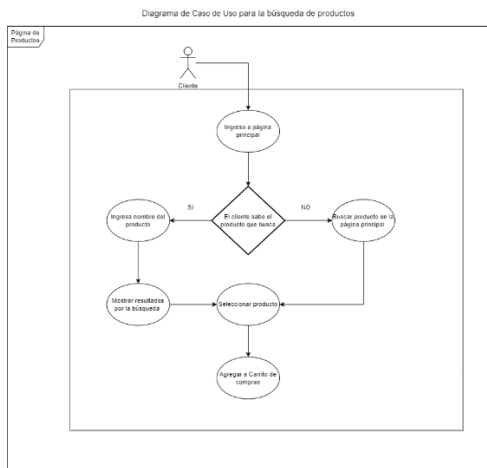 Diagrama de Caso de Uso para la búsqueda de productos
Página de
Productos
Cliente
Ingreso a página
principal
SI
El cliente sabe el
producto que busca
NO
Ingresa nombre del
producto
Buscar producto en la
página principal
Mostrar resultados
por la búsqueda
Seleccionar producto
Agregar a Carrito de
compras